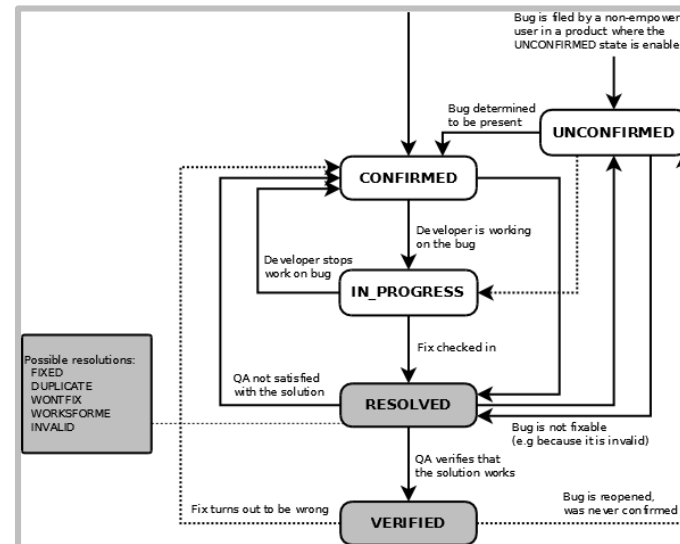 Bug is filed by a non-empower
user in a product where the
UNCONFIRMED state is enable
Bug determined
to be present
UNCONFIRMED
CONFIRMED
Developer is working
on the bug
Developer stops
work on bug
IN_PROGRESS
Possible resolutions:
FIXED
DUPLICATE
WONTFIX
WORKSFORME
INVALID
Fix checked in
QA not satisfied
with the solution
RESOLVED
Bug is not fixable
(e.g because it is invalid)
QA verifies that
the solution works
Fix turns out to be wrong
VERIFIED
Bug is reopened,
was never confirmed